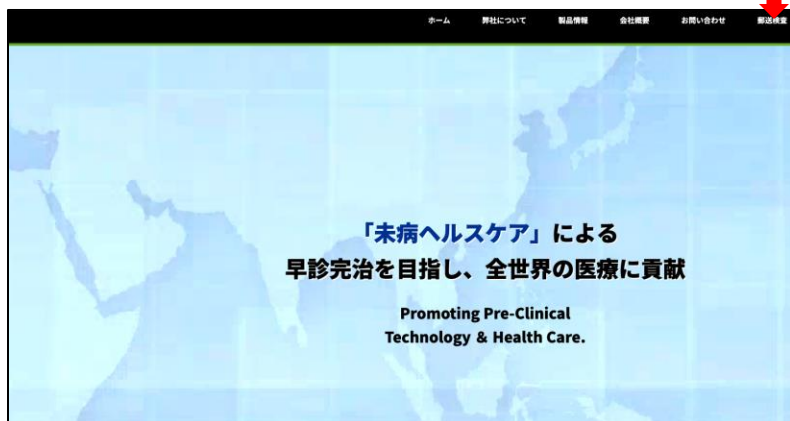 ホーム 弊社について 製品情報 会社概要 お問い合わせ 郵送検査
「未病ヘルスケア」による
早診完治を目指し、全世界の医療に貢献
Promoting Pre-Clinical
Technology & Health Care.